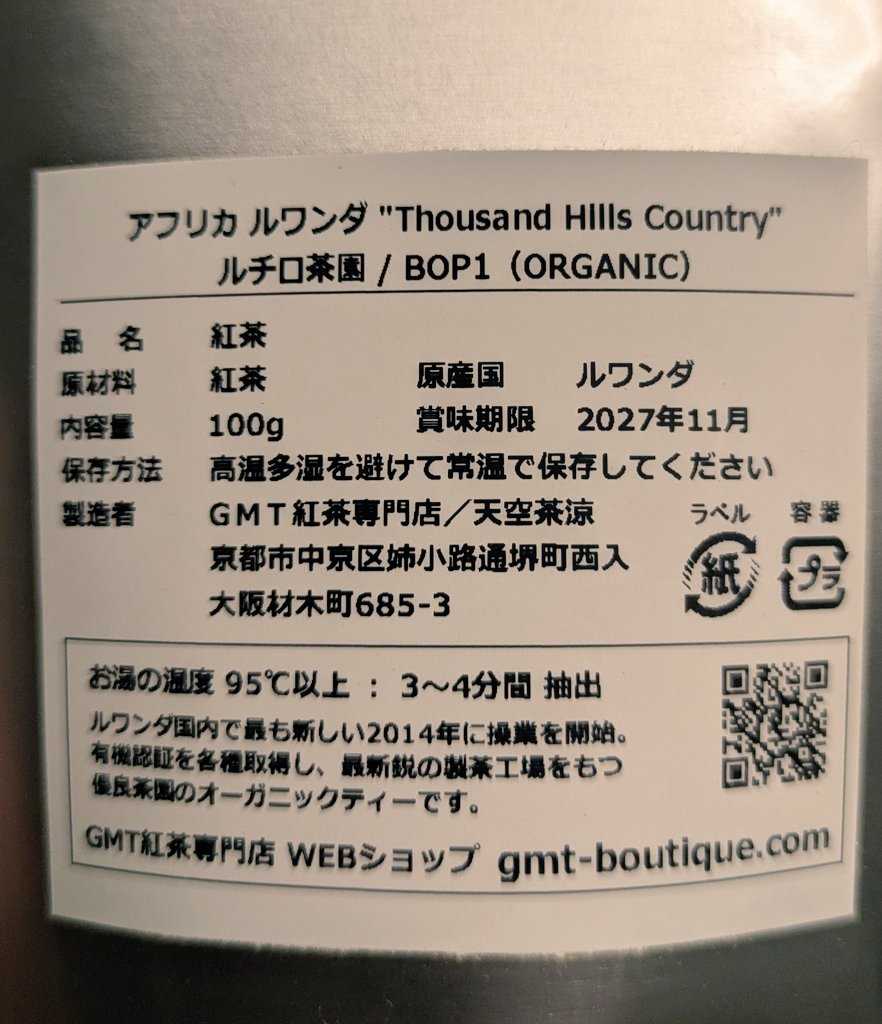 アフリカ ルワンダ "Thousand HIlls Country"
ルチロ茶園 / BOP1（ORGANIC）
品　名　紅茶
原材料　紅茶　原産国　ルワンダ
内容量　100g　賞味期限　2027年11月
保存方法　高温多湿を避けて常温で保存してください
製造者　ＧＭＴ紅茶専門店／天空茶涼
京都市中京区姉小路通堺町西入
大阪材木町685-3
ラベル　容器
紙　プラ
お湯の温度 95℃以上 ： 3～4分間 抽出
ルワンダ国内で最も新しい2014年に操業を開始。
有機認証を各種取得し、最新鋭の製茶工場をもつ
優良茶園のオーガニックティーです。
GMT紅茶専門店 WEBショップ gmt-boutique.com